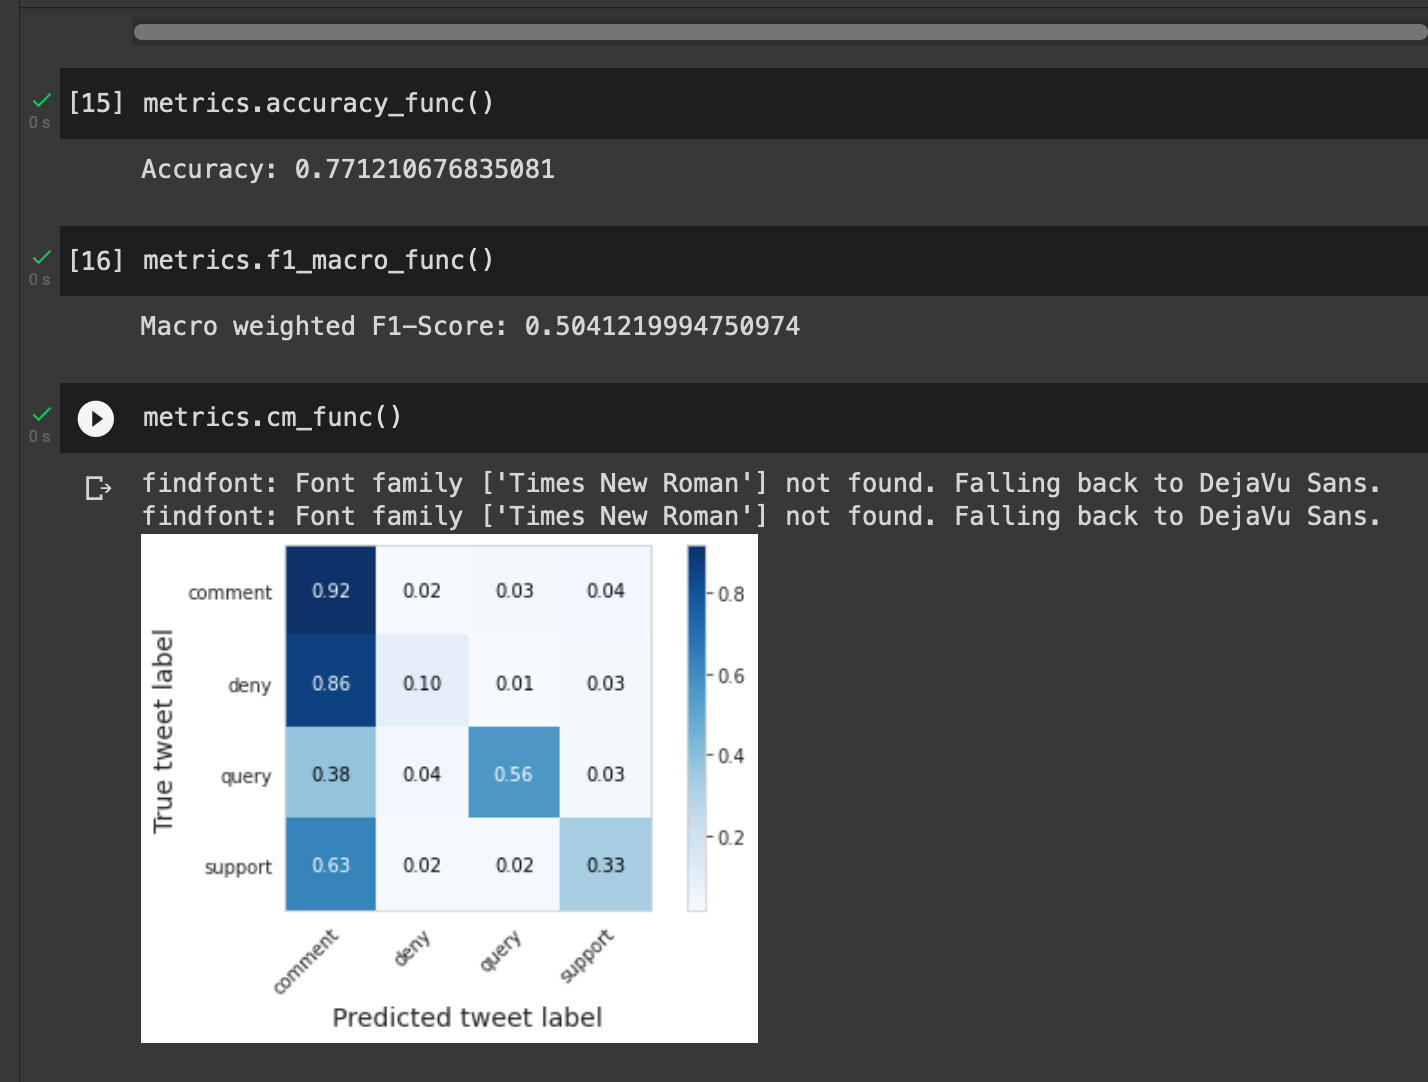 [15] metrics.accuracy_func()
0 s
Accuracy: 0.771210676835081
[16] metrics.f1_macro_func()
0 s
Macro weighted F1-Score: 0.5041219994750974
metrics.cm_func()
0 s
findfont: Font family ['Times New Roman'] not found. Falling back to DejaVu Sans.
findfont: Font family ['Times New Roman'] not found. Falling back to DejaVu Sans.
True tweet label
comment 0.92 0.02 0.03 0.04
deny 0.86 0.10 0.01 0.03
query 0.38 0.04 0.56 0.03
support 0.63 0.02 0.02 0.33
comment deny query support
Predicted tweet label
0.8
0.6
0.4
0.2